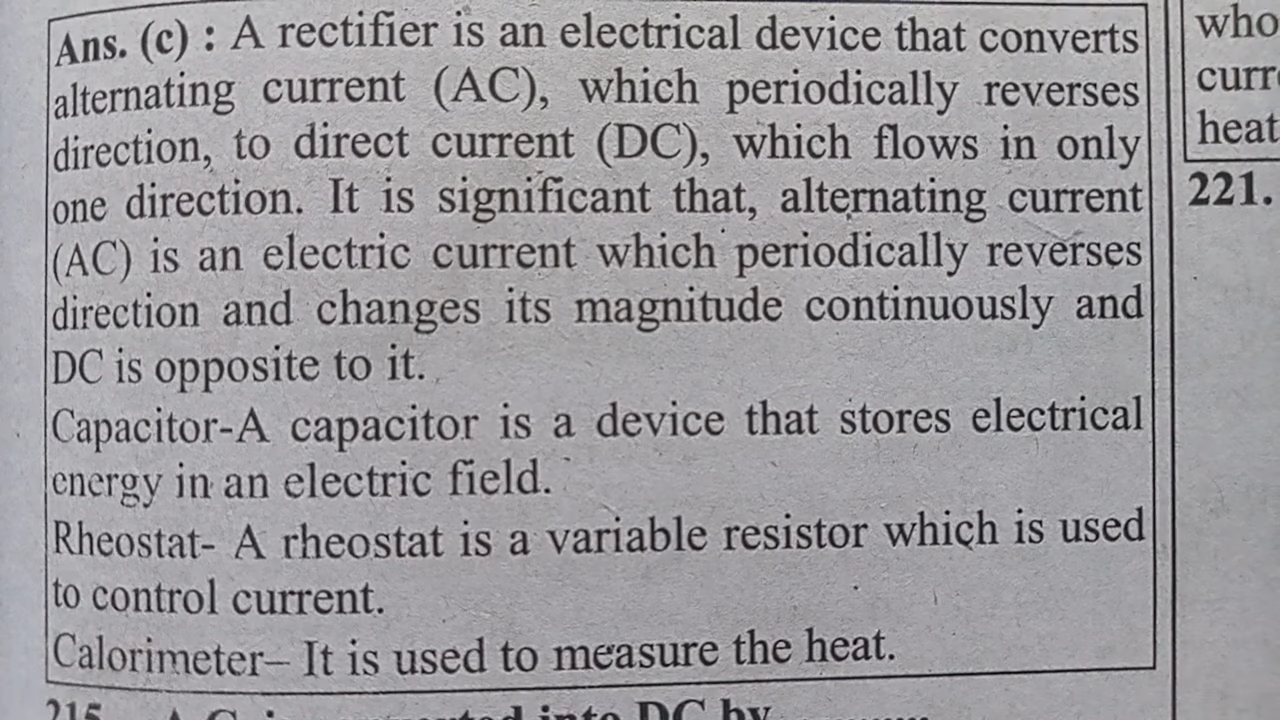 Ans. (c) : A rectifier is an electrical device that converts
alternating current (AC), which periodically reverses
direction, to direct current (DC), which flows in only
one direction. It is significant that, alternating current
(AC) is an electric current which periodically reverses
direction and changes its magnitude continuously and
DC is opposite to it.
Capacitor-A capacitor is a device that stores electrical
energy in an electric field.
Rheostat- A rheostat is a variable resistor which is used
to control current.
Calorimeter– It is used to measure the heat.
215. into DC by
who
curr
heat
221.